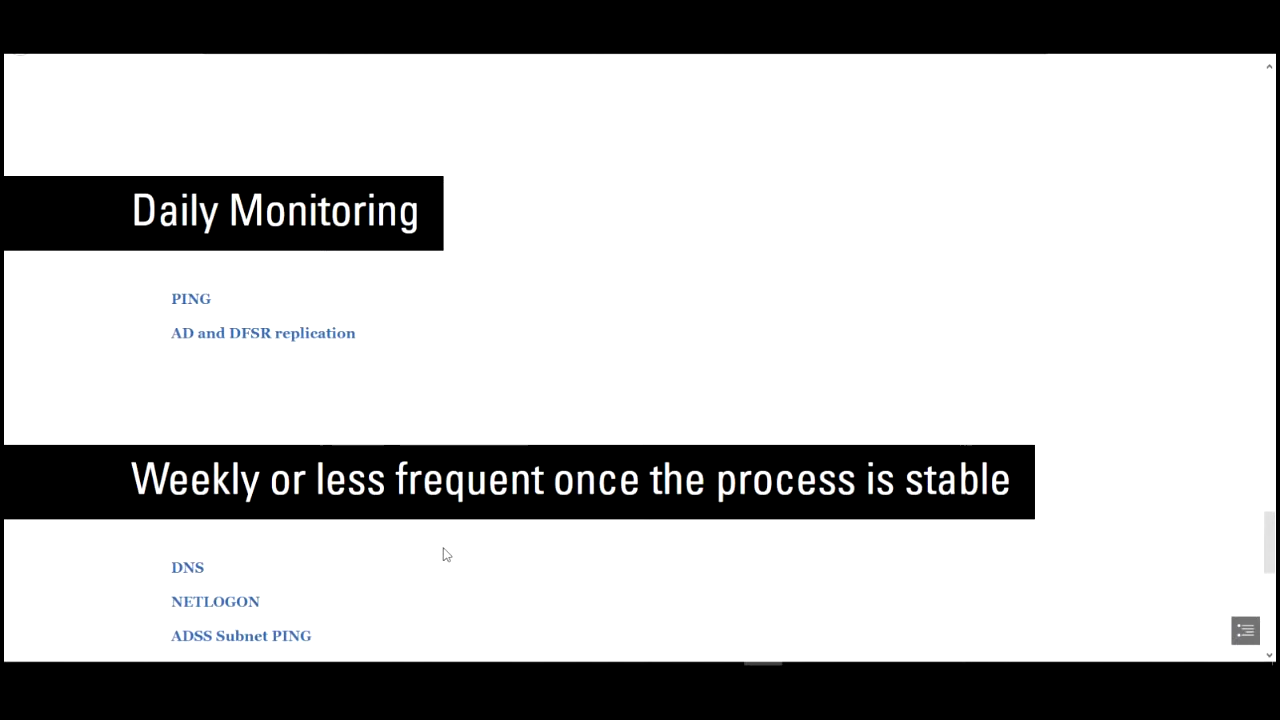 Daily Monitoring
PING
AD and DFSR replication
Weekly or less frequent once the process is stable
DNS
NETLOGON
ADSS Subnet PING